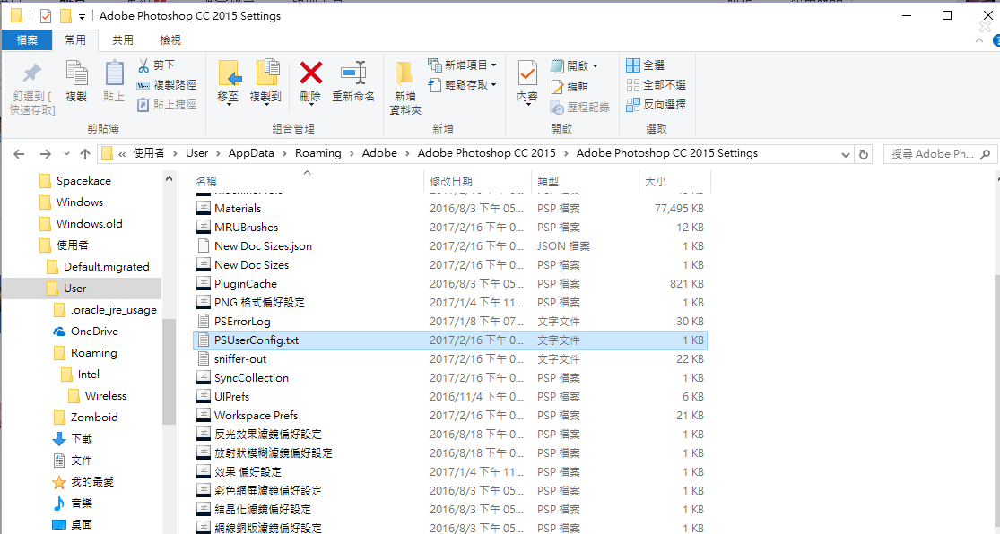 Adobe Photoshop CC 2015 Settings
檔案 常用 共用 檢視
釘選到 [
快速存取]
複製
貼上
剪下
複製路徑
貼上捷徑
剪貼簿
移至
複製到
刪除
重新命名
組合管理
新增
資料夾
新增項目
輕鬆存取
新增
內容
開啟
編輯
歷程記錄
開啟
全選
全部不選
反向選擇
選取
« 使用者 › User › AppData › Roaming › Adobe › Adobe Photoshop CC 2015 › Adobe Photoshop CC 2015 Settings
搜尋 Adobe Ph...
Spacekace
Windows
Windows.old
使用者
Default.migrated
User
.oracle_jre_usage
OneDrive
Roaming
Intel
Wireless
Zomboid
下載
文件
我的最愛
音樂
桌面
名稱 修改日期 類型 大小
Materials 2016/8/3 下午 05... PSP 檔案 77,495 KB
MRUBrushes 2017/2/16 下午 0... PSP 檔案 12 KB
New Doc Sizes.json 2017/2/16 下午 0... JSON 檔案 1 KB
New Doc Sizes 2017/2/16 下午 0... PSP 檔案 1 KB
PluginCache 2016/8/3 下午 05... PSP 檔案 821 KB
PNG 格式偏好設定 2017/1/4 下午 11... PSP 檔案 1 KB
PSErrorLog 2017/1/8 下午 07... 文字文件 30 KB
PSUserConfig.txt 2017/2/16 下午 0... 文字文件 1 KB
sniffer-out 2017/2/16 下午 0... 文字文件 22 KB
SyncCollection 2017/2/16 下午 0... PSP 檔案 1 KB
UIPrefs 2016/11/4 下午 0... PSP 檔案 6 KB
Workspace Prefs 2017/2/16 下午 0... PSP 檔案 21 KB
反光效果濾鏡偏好設定 2016/8/18 下午 0... PSP 檔案 1 KB
放射狀模糊濾鏡偏好設定 2016/8/18 下午 0... PSP 檔案 1 KB
效果 偏好設定 2017/1/4 下午 11... PSP 檔案 1 KB
彩色網屏濾鏡偏好設定 2016/8/3 下午 05... PSP 檔案 1 KB
結晶化濾鏡偏好設定 2016/8/3 下午 05... PSP 檔案 1 KB
網線銅版濾鏡偏好設定 2016/8/3 下午 05... PSP 檔案 1 KB